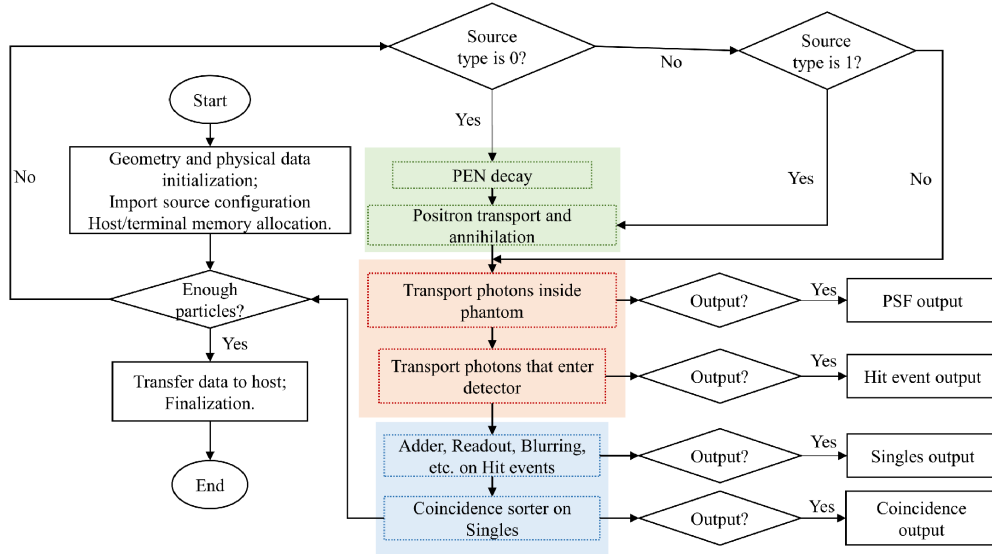 Source
type is 0?
No
Source
type is 1?
Start
Yes
No
Geometry and physical data
initialization;
Import source configuration
Host/terminal memory allocation.
PEN decay
Yes
No
Positron transport and
annihilation
Enough
particles?
Transport photons inside
phantom
Output?
Yes
PSF output
Yes
Transfer data to host;
Finalization.
Transport photons that enter
detector
Output?
Yes
Hit event output
End
Adder, Readout, Blurring,
etc. on Hit events
Output?
Yes
Singles output
Coincidence sorter on
Singles
Output?
Yes
Coincidence
output